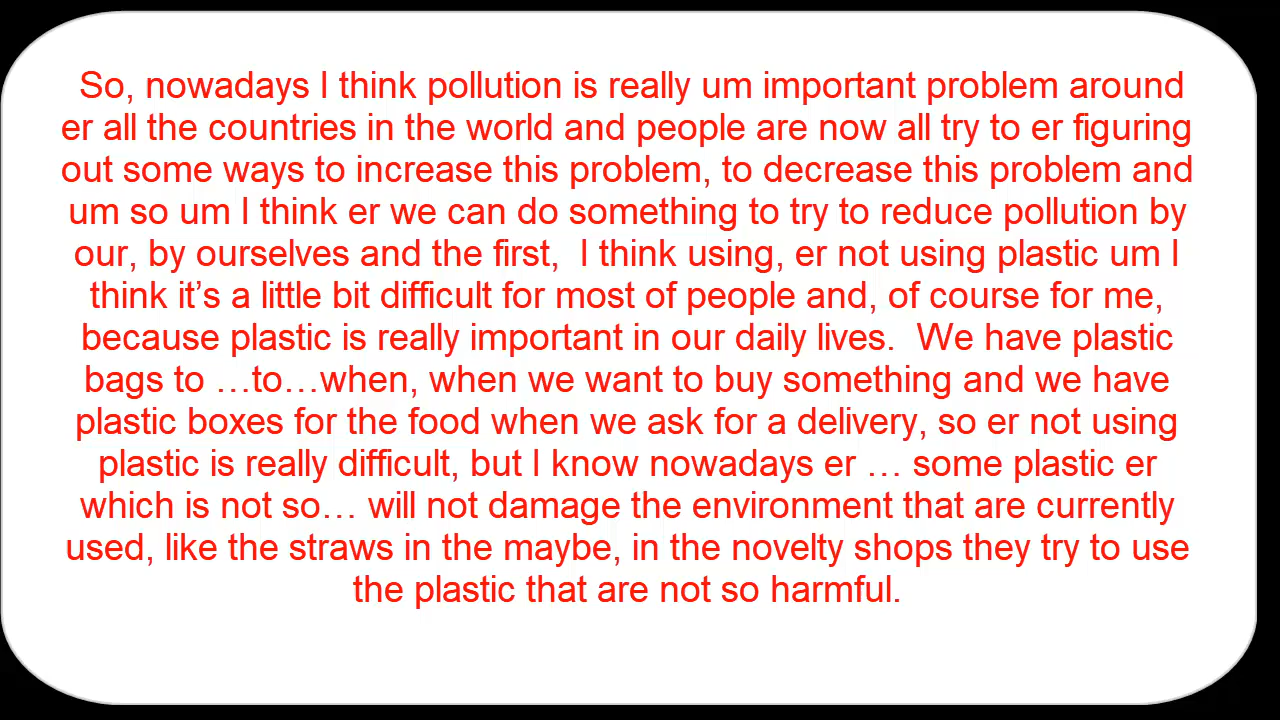 So, nowadays I think pollution is really um important problem around
er all the countries in the world and people are now all try to er figuring
out some ways to increase this problem, to decrease this problem and
um so um I think er we can do something to try to reduce pollution by
our, by ourselves and the first, I think using, er not using plastic um I
think it’s a little bit difficult for most of people and, of course for me,
because plastic is really important in our daily lives. We have plastic
bags to …to…when, when we want to buy something and we have
plastic boxes for the food when we ask for a delivery, so er not using
plastic is really difficult, but I know nowadays er … some plastic er
which is not so… will not damage the environment that are currently
used, like the straws in the maybe, in the novelty shops they try to use
the plastic that are not so harmful.